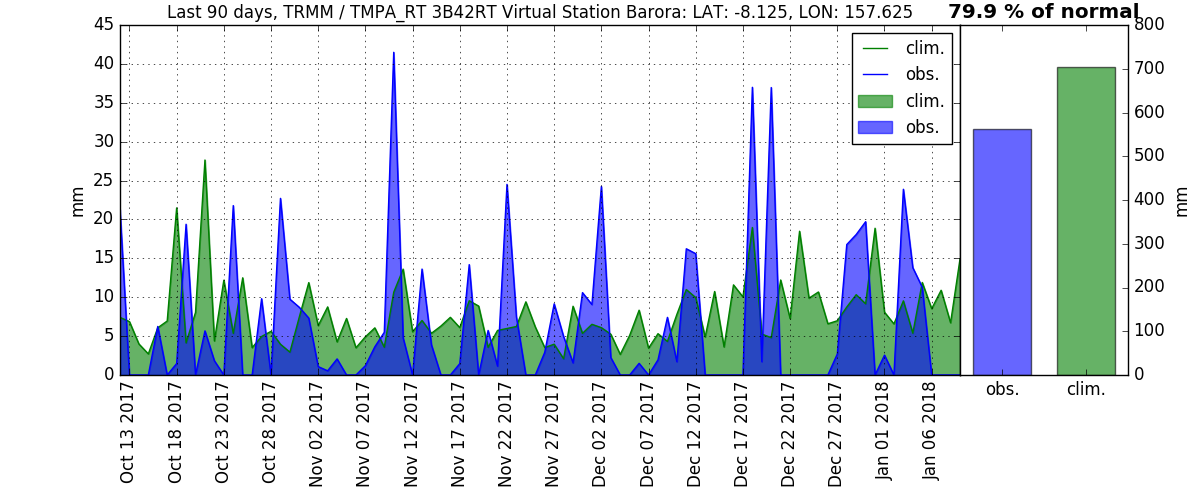 Last 90 days, TRMM / TMPA_RT 3B42RT Virtual Station Barora: LAT: -8.125, LON: 157.625
79.9 % of normal
45
40
35
30
25
20
15
10
5
0
mm
clim.
obs.
clim.
obs.
Oct 13 2017
Oct 18 2017
Oct 23 2017
Oct 28 2017
Nov 02 2017
Nov 07 2017
Nov 12 2017
Nov 17 2017
Nov 22 2017
Nov 27 2017
Dec 02 2017
Dec 07 2017
Dec 12 2017
Dec 17 2017
Dec 22 2017
Dec 27 2017
Jan 01 2018
Jan 06 2018
800
700
600
500
400
300
200
100
0
mm
obs.
clim.